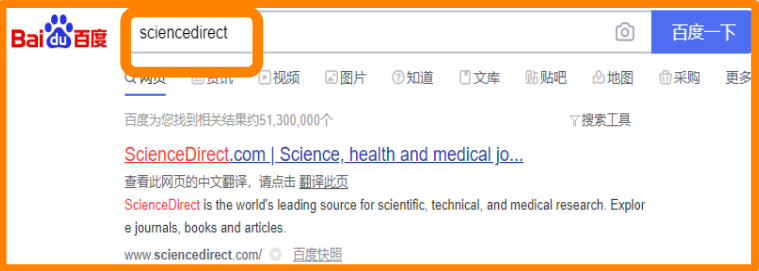 Bai du 百度 sciencedirect 百度一下
网页 资讯 视频 图片 知道 文库 贴吧 地图 采购 更多
百度为您找到相关结果约51,300,000个 搜索工具
ScienceDirect.com | Science, health and medical jo...
查看此网页的中文翻译，请点击 翻译此页
ScienceDirect is the world's leading source for scientific, technical, and medical research. Explor
e journals, books and articles.
www.sciencedirect.com/ 百度快照